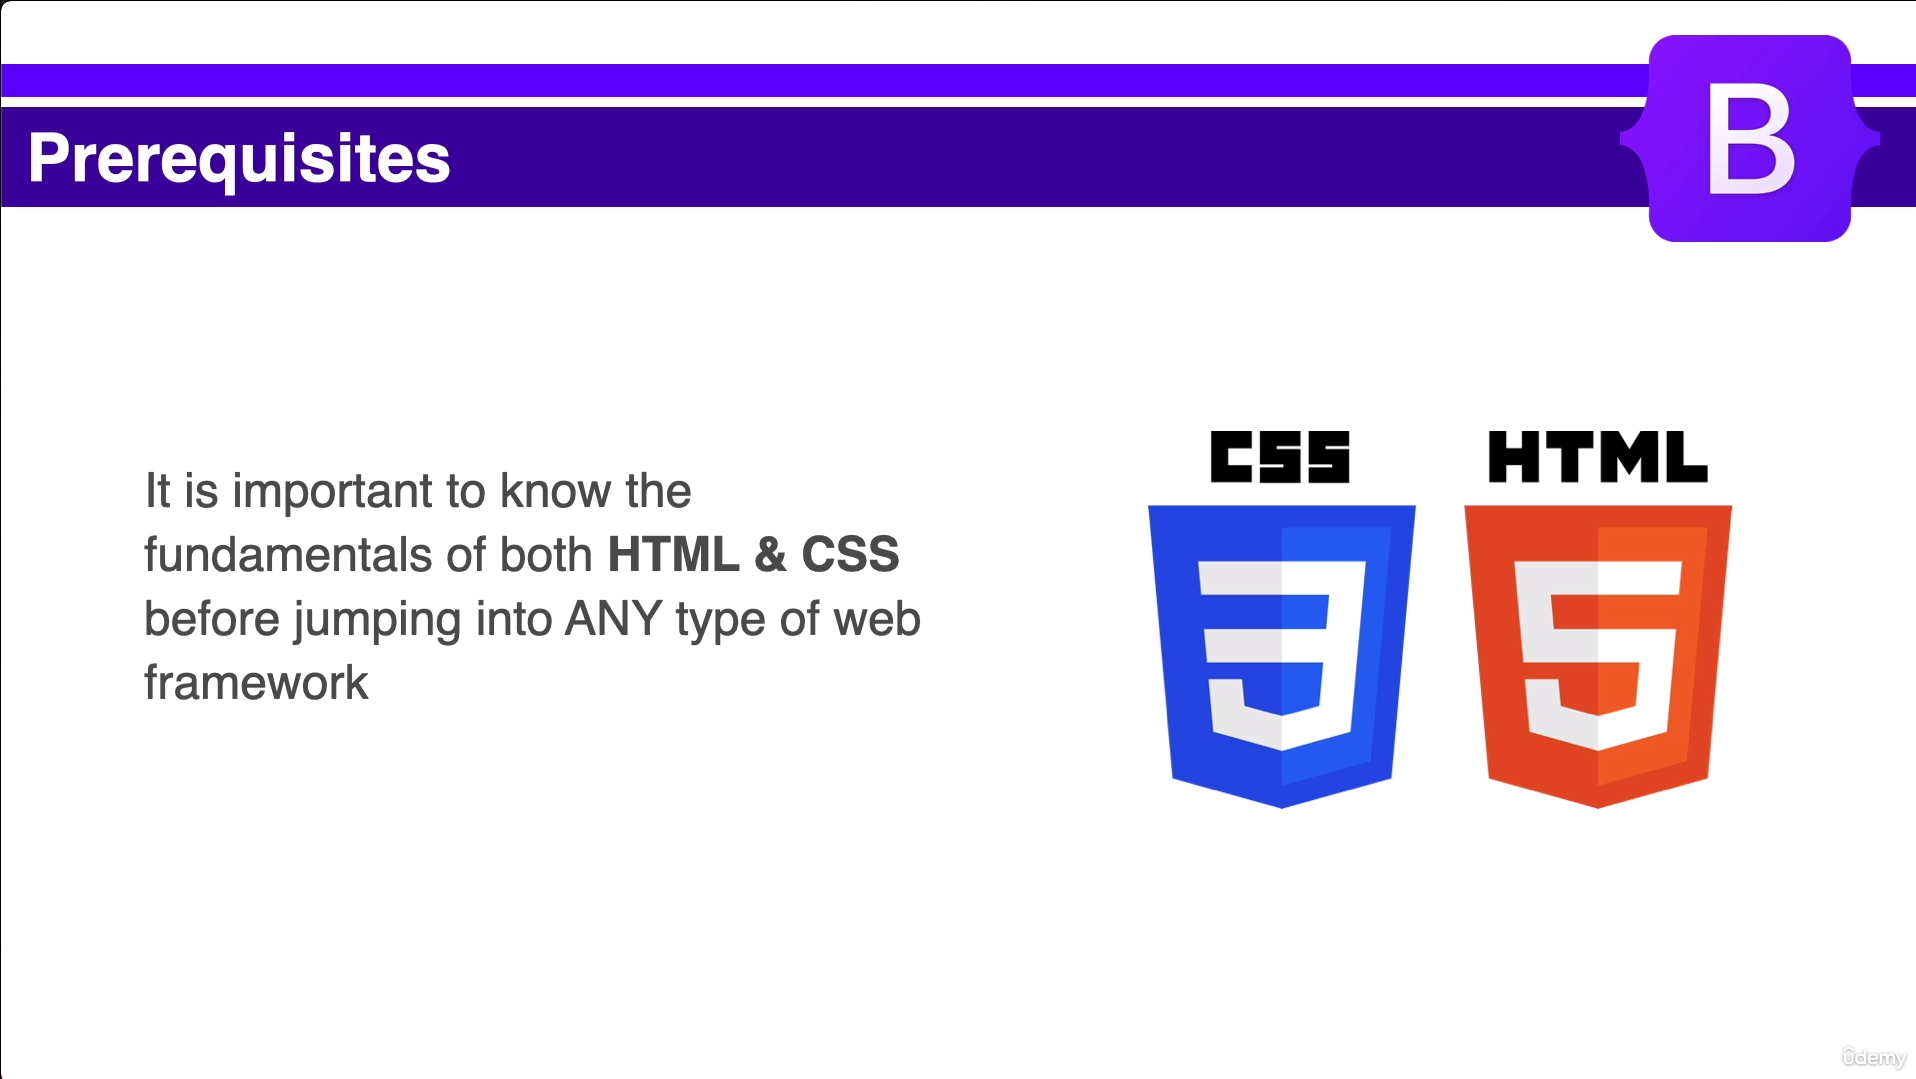 Prerequisites
B
It is important to know the
fundamentals of both HTML & CSS
before jumping into ANY type of web
framework
CSS
HTML
3
5
ûdemy